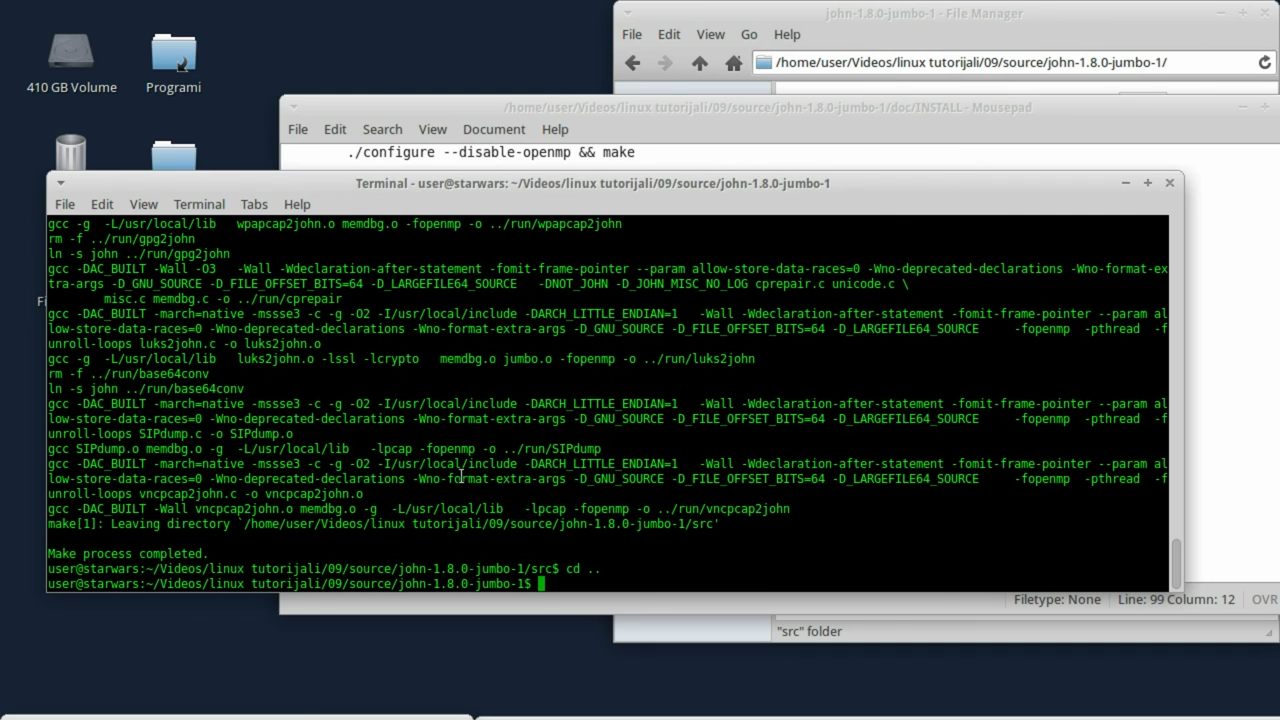 john-1.8.0-jumbo-1 - File Manager
File Edit View Go Help
/home/user/Videos/linux tutorijali/09/source/john-1.8.0-jumbo-1/
410 GB Volume
Programi
/home/user/Videos/linux tutorijali/09/source/john-1.8.0-jumbo-1/doc/INSTALL - Mousepad
File Edit Search View Document Help
./configure --disable-openmp && make
Terminal - user@starwars: ~/Videos/linux tutorijali/09/source/john-1.8.0-jumbo-1
File Edit View Terminal Tabs Help
gcc -g -L/usr/local/lib wpapcap2john.o memdbg.o -fopenmp -o ../run/wpapcap2john
rm -f ../run/gpg2john
ln -s john ../run/gpg2john
gcc -DAC_BUILT -Wall -O3 -Wall -Wdeclaration-after-statement -fomit-frame-pointer --param allow-store-data-races=0 -Wno-deprecated-declarations -Wno-format-ex
tra-args -D_GNU_SOURCE -D_FILE_OFFSET_BITS=64 -D_LARGEFILE64_SOURCE -DNOT_JOHN -D_JOHN_MISC_NO_LOG cprepair.c unicode.c \
misc.c memdbg.c -o ../run/cprepair
gcc -DAC_BUILT -march=native -mssse3 -c -g -O2 -I/usr/local/include -DARCH_LITTLE_ENDIAN=1 -Wall -Wdeclaration-after-statement -fomit-frame-pointer --param al
low-store-data-races=0 -Wno-deprecated-declarations -Wno-format-extra-args -D_GNU_SOURCE -D_FILE_OFFSET_BITS=64 -D_LARGEFILE64_SOURCE -fopenmp -pthread -f
unroll-loops luks2john.c -o luks2john.o
gcc -g -L/usr/local/lib luks2john.o -lssl -lcrypto memdbg.o jumbo.o -fopenmp -o ../run/luks2john
rm -f ../run/base64conv
ln -s john ../run/base64conv
gcc -DAC_BUILT -march=native -mssse3 -c -g -O2 -I/usr/local/include -DARCH_LITTLE_ENDIAN=1 -Wall -Wdeclaration-after-statement -fomit-frame-pointer --param al
low-store-data-races=0 -Wno-deprecated-declarations -Wno-format-extra-args -D_GNU_SOURCE -D_FILE_OFFSET_BITS=64 -D_LARGEFILE64_SOURCE -fopenmp -pthread -f
unroll-loops SIPdump.c -o SIPdump.o
gcc SIPdump.o memdbg.o -g -L/usr/local/lib -lpcap -fopenmp -o ../run/SIPdump
gcc -DAC_BUILT -march=native -mssse3 -c -g -O2 -I/usr/local/include -DARCH_LITTLE_ENDIAN=1 -Wall -Wdeclaration-after-statement -fomit-frame-pointer --param al
low-store-data-races=0 -Wno-deprecated-declarations -Wno-format-extra-args -D_GNU_SOURCE -D_FILE_OFFSET_BITS=64 -D_LARGEFILE64_SOURCE -fopenmp -pthread -f
unroll-loops vncpcap2john.c -o vncpcap2john.o
gcc -DAC_BUILT -Wall vncpcap2john.o memdbg.o -g -L/usr/local/lib -lpcap -fopenmp -o ../run/vncpcap2john
make[1]: Leaving directory `/home/user/Videos/linux tutorijali/09/source/john-1.8.0-jumbo-1/src'
Make process completed.
user@starwars:~/Videos/linux tutorijali/09/source/john-1.8.0-jumbo-1/src$ cd ..
user@starwars:~/Videos/linux tutorijali/09/source/john-1.8.0-jumbo-1$
Filetype: None Line: 99 Column: 12 OVR
"src" folder